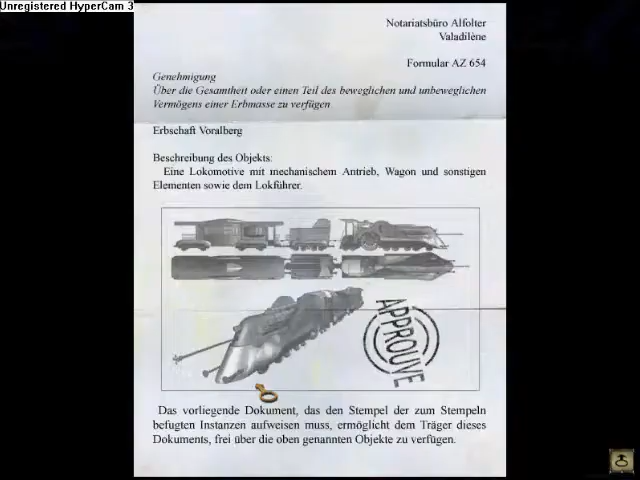 Unregistered HyperCam 3
Notariatsbüro Alfolter
Valadilène
Formular AZ 654
Genehmigung
Über die Gesamtheit oder einen Teil des beweglichen und unbeweglichen
Vermögens einer Erbmasse zu verfügen
Erbschaft Voralberg
Beschreibung des Objekts:
Eine Lokomotive mit mechanischem Antrieb, Wagon und sonstigen
Elementen sowie dem Lokführer.
APPROUVE
Das vorliegende Dokument, das den Stempel der zum Stempeln
befugten Instanzen aufweisen muss, ermöglicht dem Träger dieses
Dokuments, frei über die oben genannten Objekte zu verfügen.